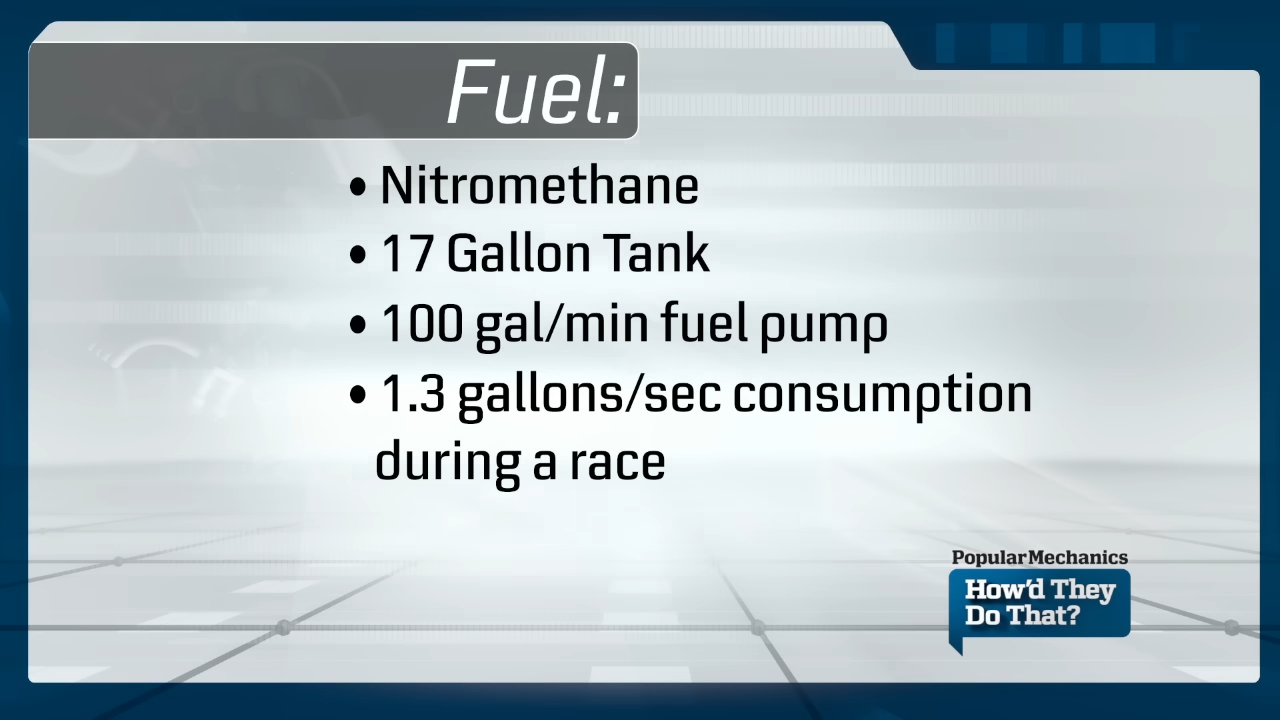 Fuel:
• Nitromethane
• 17 Gallon Tank
• 100 gal/min fuel pump
• 1.3 gallons/sec consumption
during a race
PopularMechanics
How'd They
Do That?